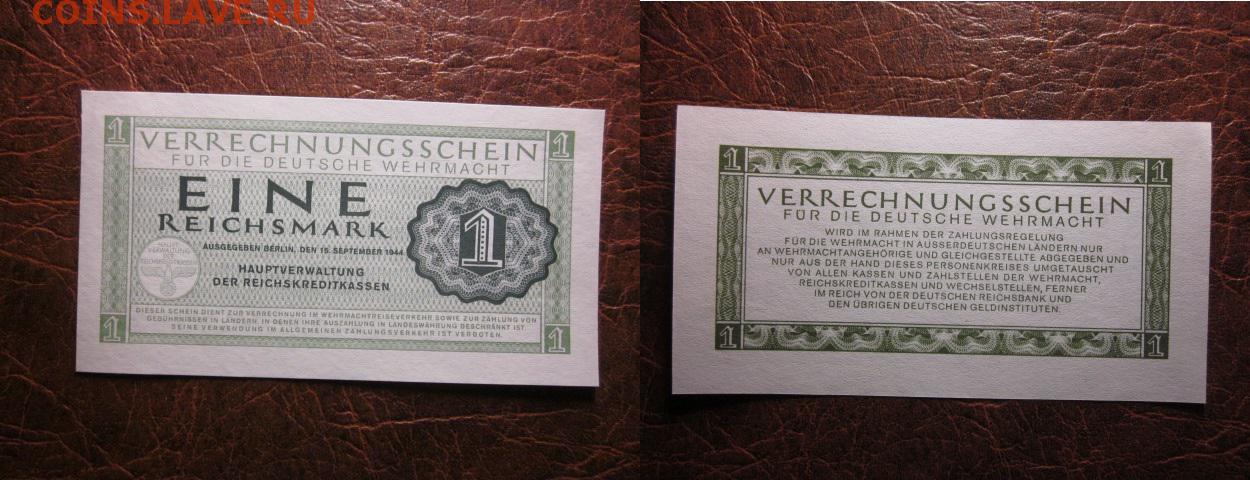 COINS.LAVE.RU
1 1
VERRECHNUNGSSCHEIN
FÜR DIE DEUTSCHE WEHRMACHT
EINE
REICHSMARK
1
AUSGEGEBEN BERLIN, DEN 15. SEPTEMBER 1944
HAUPTVERWALTUNG
DER REICHSKREDITKASSEN
DIESER SCHEIN DIENT ZUR VERRECHNUNG IM WEHRMACHTREISEVERKEHR SOWIE ZUR ZAHLUNG VON
GEBÜHRNISSEN IN LÄNDERN, IN DENEN IHRE AUSZAHLUNG IN LANDESWÄHRUNG BESCHRÄNKT IST.
SEINE VERWENDUNG IM ALLGEMEINEN ZAHLUNGSVERKEHR IST VERBOTEN.
1 1
1 1
VERRECHNUNGSSCHEIN
FÜR DIE DEUTSCHE WEHRMACHT
WIRD IM RAHMEN DER ZAHLUNGSREGELUNG
FÜR DIE WEHRMACHT IN AUSSERDEUTSCHEN LÄNDERN NUR
AN WEHRMACHTANGEHÖRIGE UND GLEICHGESTELLTE ABGEGEBEN UND
NUR AUS DER HAND DIESES PERSONENKREISES UMGETAUSCHT
VON ALLEN KASSEN UND ZAHLSTELLEN DER WEHRMACHT,
REICHSKREDITKASSEN UND WECHSELSTELLEN, FERNER
IM REICH VON DER DEUTSCHEN REICHSBANK UND
DEN ÜBRIGEN DEUTSCHEN GELDINSTITUTEN.
1 1